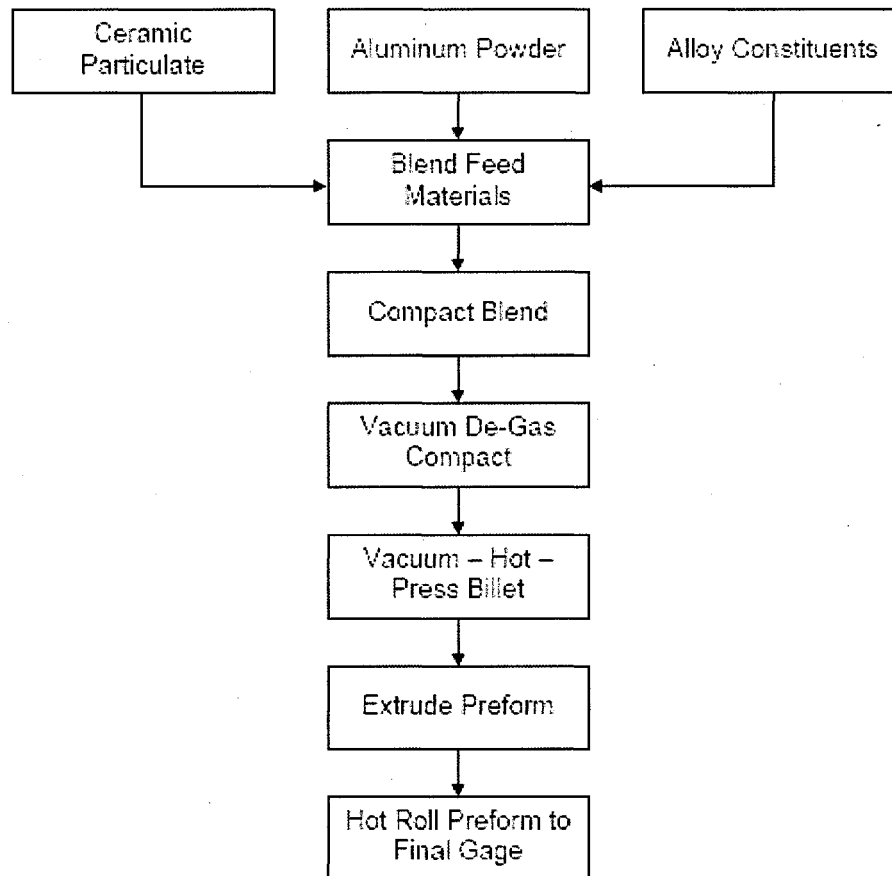 Ceramic
Particulate
Aluminum Powder
Alloy Constituents
Blend Feed
Materials
Compact Blend
Vacuum De-Gas
Compact
Vacuum – Hot –
Press Billet
Extrude Preform
Hot Roll Preform to
Final Gage